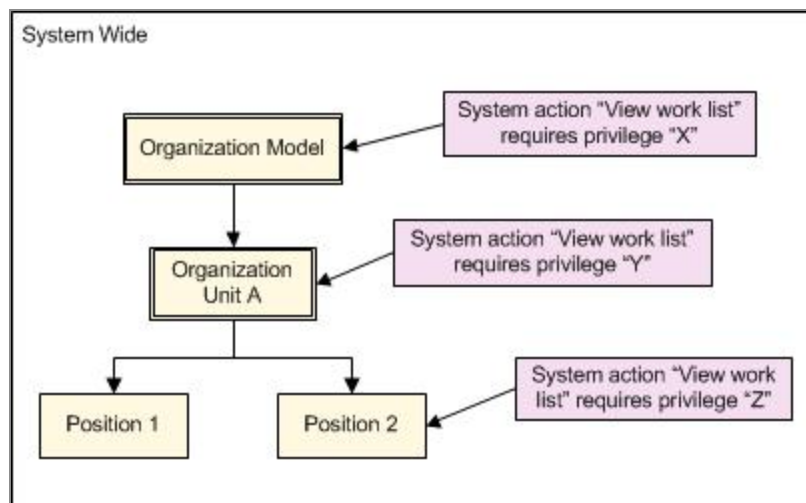 System Wide
System action “View work list”
requires privilege “X”
Organization Model
System action “View work list”
requires privilege “Y”
Organization
Unit A
System action “View work
list” requires privilege “Z”
Position 1
Position 2